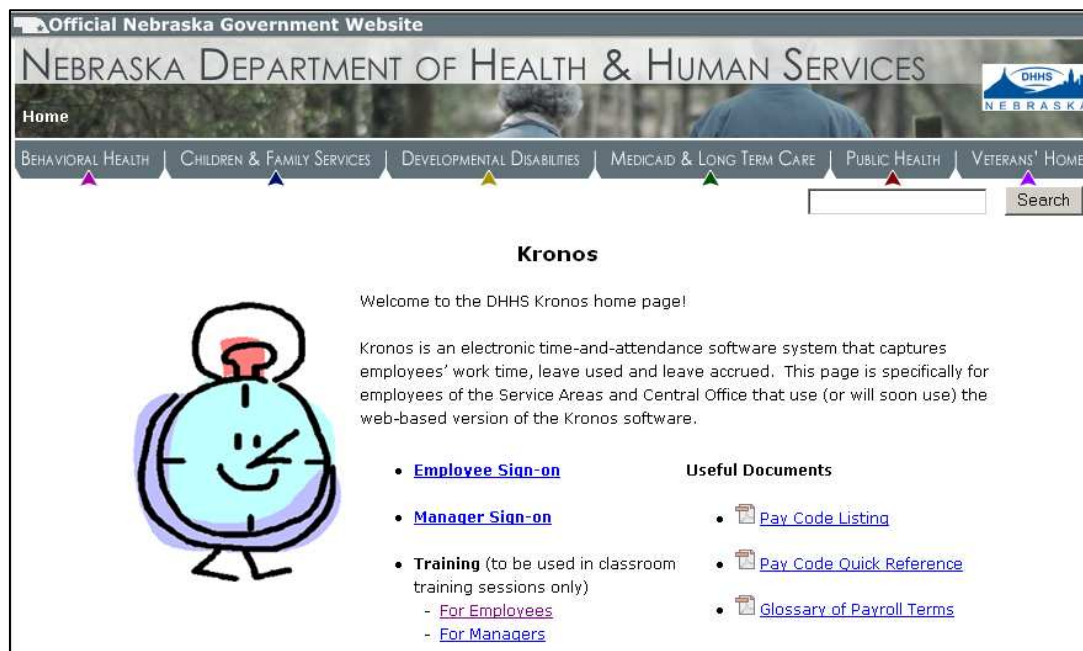 Official Nebraska Government Website
NEBRASKA DEPARTMENT OF HEALTH & HUMAN SERVICES
DHHS
NEBRASKA
Home
BEHAVIORAL HEALTH | CHILDREN & FAMILY SERVICES | DEVELOPMENTAL DISABILITIES | MEDICAID & LONG TERM CARE | PUBLIC HEALTH | VETERANS' HOME
Search
Kronos
Welcome to the DHHS Kronos home page!
Kronos is an electronic time-and-attendance software system that captures
employees' work time, leave used and leave accrued. This page is specifically for
employees of the Service Areas and Central Office that use (or will soon use) the
web-based version of the Kronos software.
• Employee Sign-on
• Manager Sign-on
• Training (to be used in classroom
training sessions only)
- For Employees
- For Managers
Useful Documents
• Pay Code Listing
• Pay Code Quick Reference
• Glossary of Payroll Terms